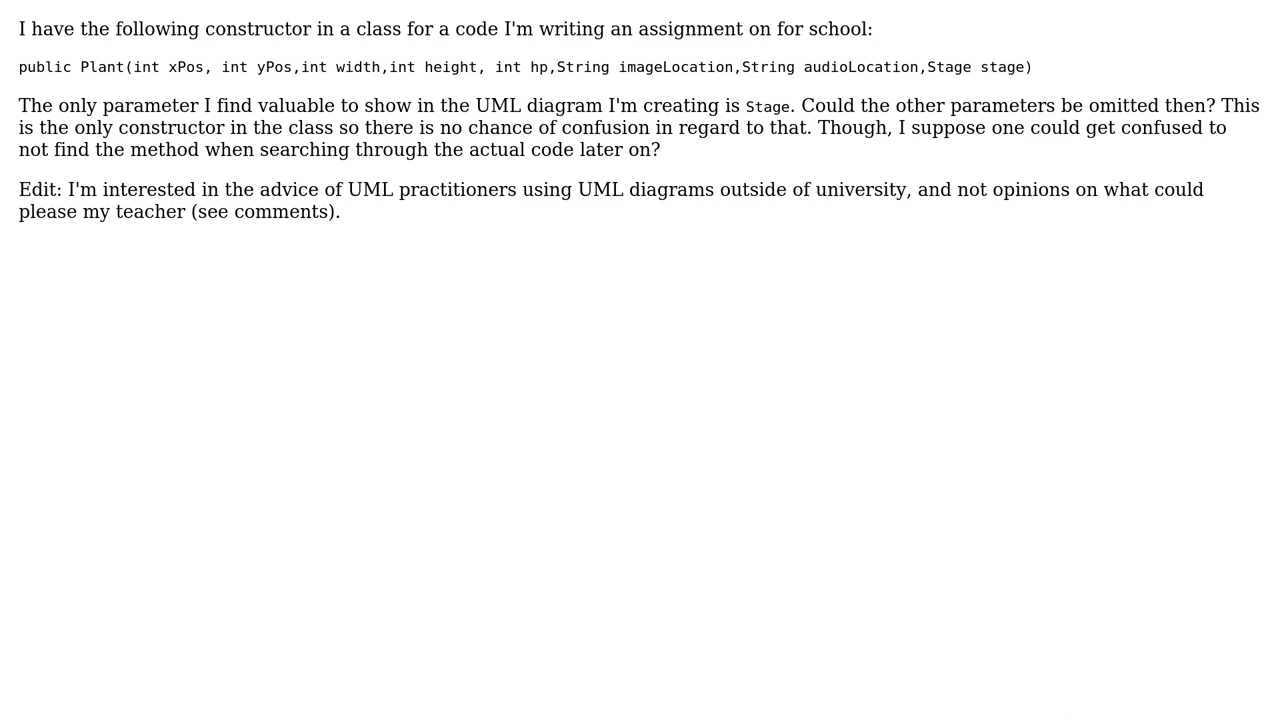 I have the following constructor in a class for a code I'm writing an assignment on for school:
public Plant(int xPos, int yPos,int width,int height, int hp,String imageLocation,String audioLocation,Stage stage)
The only parameter I find valuable to show in the UML diagram I'm creating is Stage. Could the other parameters be omitted then? This
is the only constructor in the class so there is no chance of confusion in regard to that. Though, I suppose one could get confused to
not find the method when searching through the actual code later on?
Edit: I'm interested in the advice of UML practitioners using UML diagrams outside of university, and not opinions on what could
please my teacher (see comments).